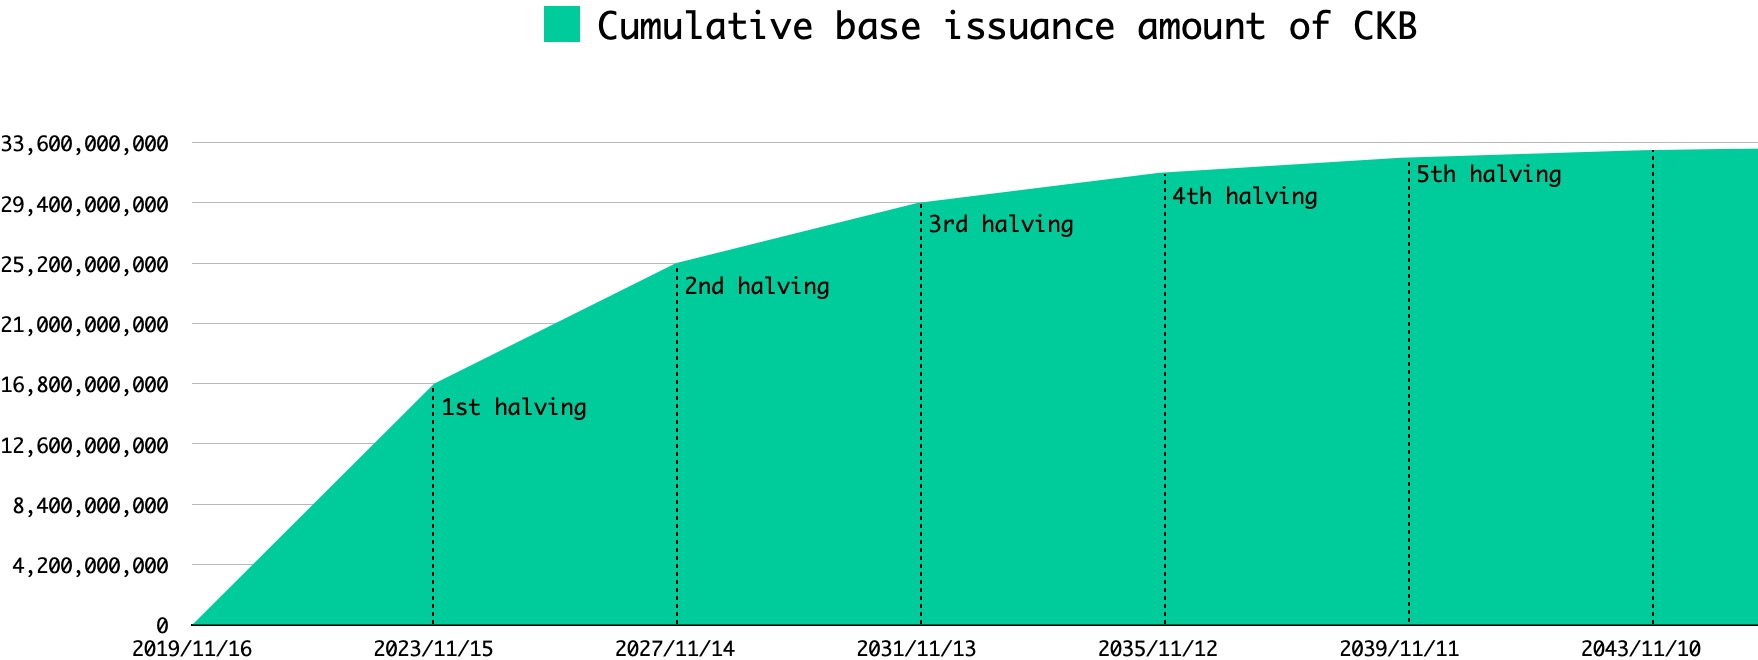 Cumulative base issuance amount of CKB
33,600,000,000
29,400,000,000
25,200,000,000
21,000,000,000
16,800,000,000
12,600,000,000
8,400,000,000
4,200,000,000
0
1st halving
2nd halving
3rd halving
4th halving
5th halving
2019/11/16
2023/11/15
2027/11/14
2031/11/13
2035/11/12
2039/11/11
2043/11/10